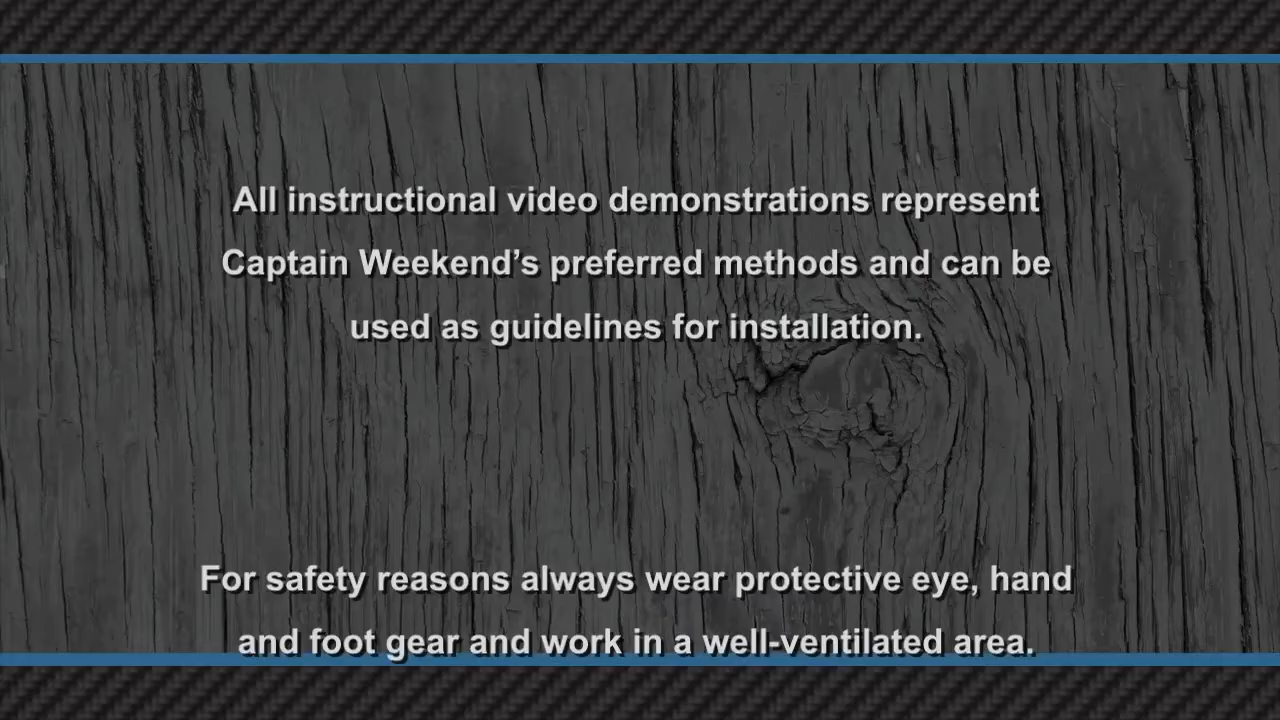 All instructional video demonstrations represent
Captain Weekend’s preferred methods and can be
used as guidelines for installation.
For safety reasons always wear protective eye, hand
and foot gear and work in a well-ventilated area.